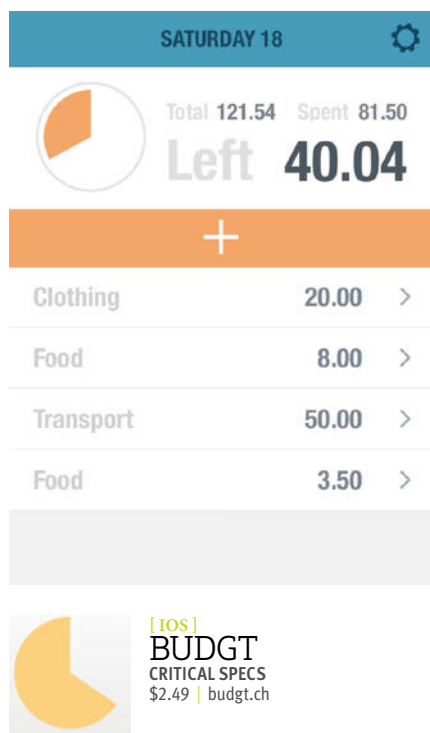 SATURDAY 18
Total 121.54 Spent 81.50
Left 40.04
+
Clothing 20.00 >
Food 8.00 >
Transport 50.00 >
Food 3.50 >
[ IOS ]
BUDGT
CRITICAL SPECS
$2.49 | budgt.ch